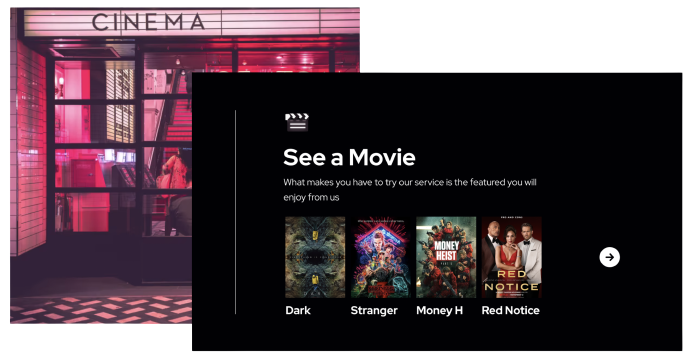 CINEMA
See a Movie
What makes you have to try our service is the featured you will
enjoy from us
MONEY
HEIST
RED
NOTICE
Dark
Stranger
Money H
Red Notice